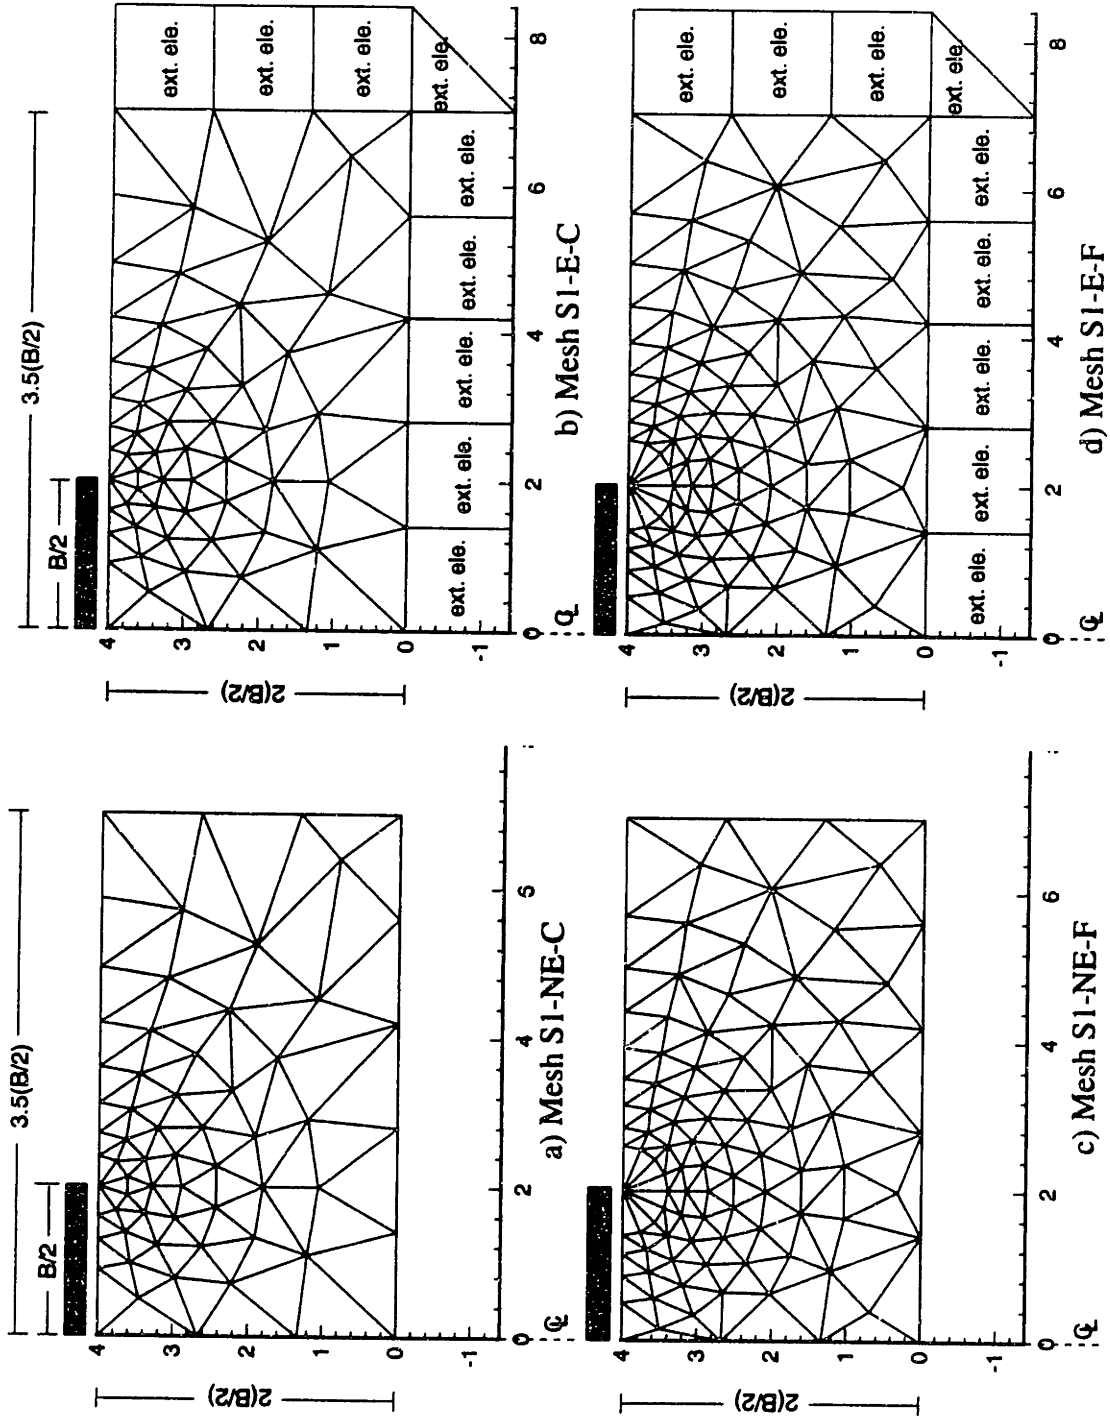 3.5(B/2)
B/2
2(B/2)
4
3
2
1
0
-1
0
2
4
6
℄
a) Mesh S1-NE-C
3.5(B/2)
B/2
2(B/2)
4
3
2
1
0
-1
ext. ele.
ext. ele.
ext. ele.
ext. ele.
ext. ele.
ext. ele.
ext. ele.
ext. ele.
ext. ele.
0
2
4
6
8
℄
b) Mesh S1-E-C
2(B/2)
4
3
2
1
0
-1
0
2
4
6
℄
c) Mesh S1-NE-F
2(B/2)
4
3
2
1
0
-1
ext. ele.
ext. ele.
ext. ele.
ext. ele.
ext. ele.
ext. ele.
ext. ele.
ext. ele.
ext. ele.
0
2
4
6
8
℄
d) Mesh S1-E-F